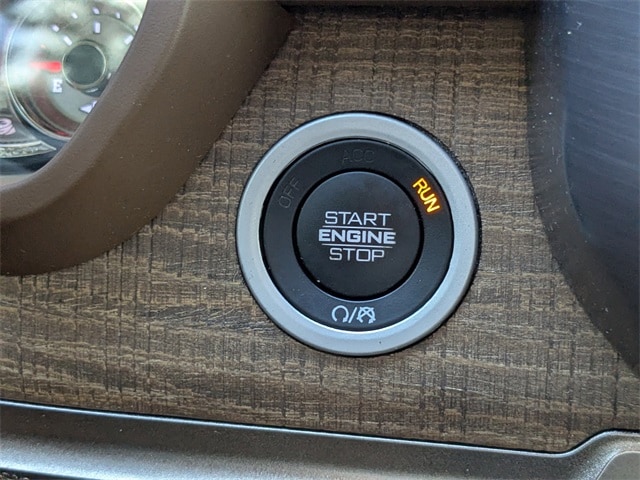 E
ACC
OFF
RUN
START
ENGINE
STOP